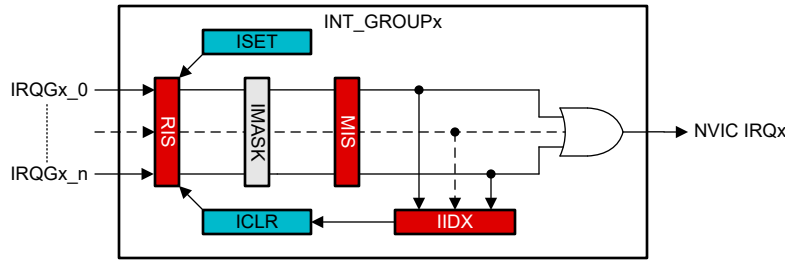 INT_GROUPx
ISET
IRQGx_0
RIS
IMASK
MIS
NVIC IRQx
IRQGx_n
ICLR
IIDX